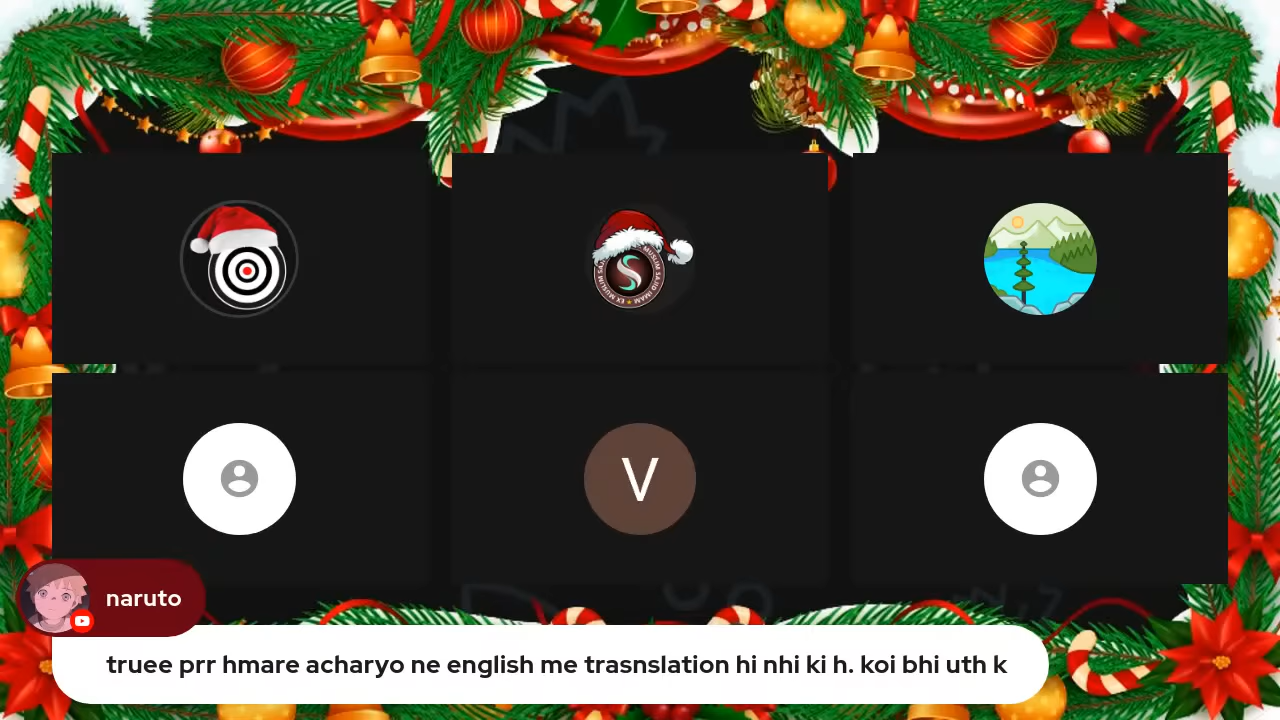 V
naruto
truee prr hmare acharyo ne english me trasnslation hi nhi ki h. koi bhi uth k